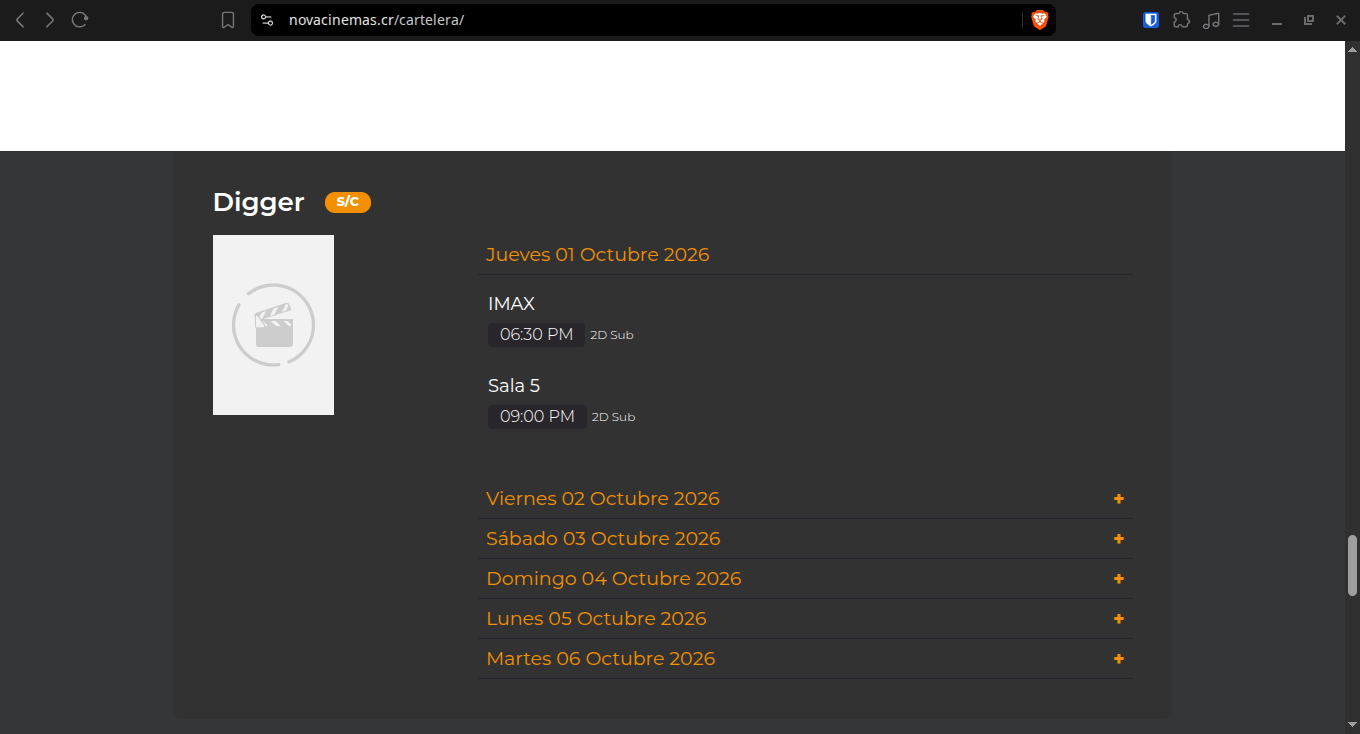 novacinemas.cr/cartelera/
Digger S/C
Jueves 01 Octubre 2026
IMAX
06:30 PM 2D Sub
Sala 5
09:00 PM 2D Sub
Viernes 02 Octubre 2026 +
Sábado 03 Octubre 2026 +
Domingo 04 Octubre 2026 +
Lunes 05 Octubre 2026 +
Martes 06 Octubre 2026 +